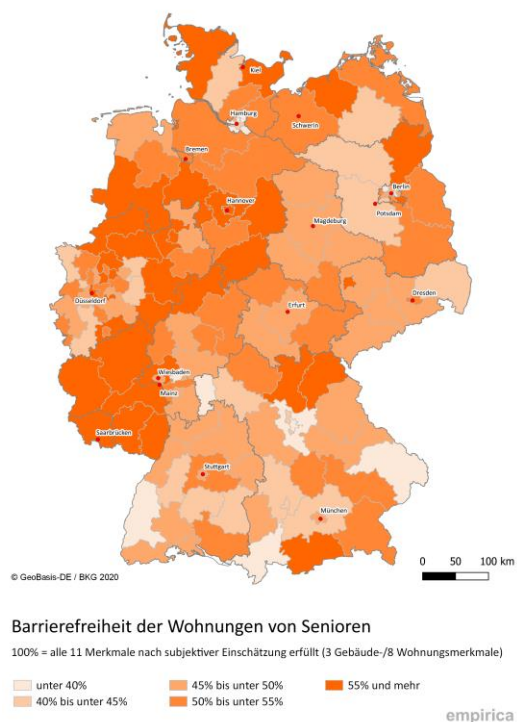 Kiel
Hamburg
Schwerin
Bremen
Berlin
Hannover
Potsdam
Magdeburg
Düsseldorf
Erfurt
Dresden
Wiesbaden
Mainz
Saarbrücken
Stuttgart
München
0 50 100 km
© GeoBasis-DE / BKG 2020
Barrierefreiheit der Wohnungen von Senioren
100% = alle 11 Merkmale nach subjektiver Einschätzung erfüllt (3 Gebäude-/8 Wohnungsmerkmale)
unter 40% 45% bis unter 50% 55% und mehr
40% bis unter 45% 50% bis unter 55%
empirica